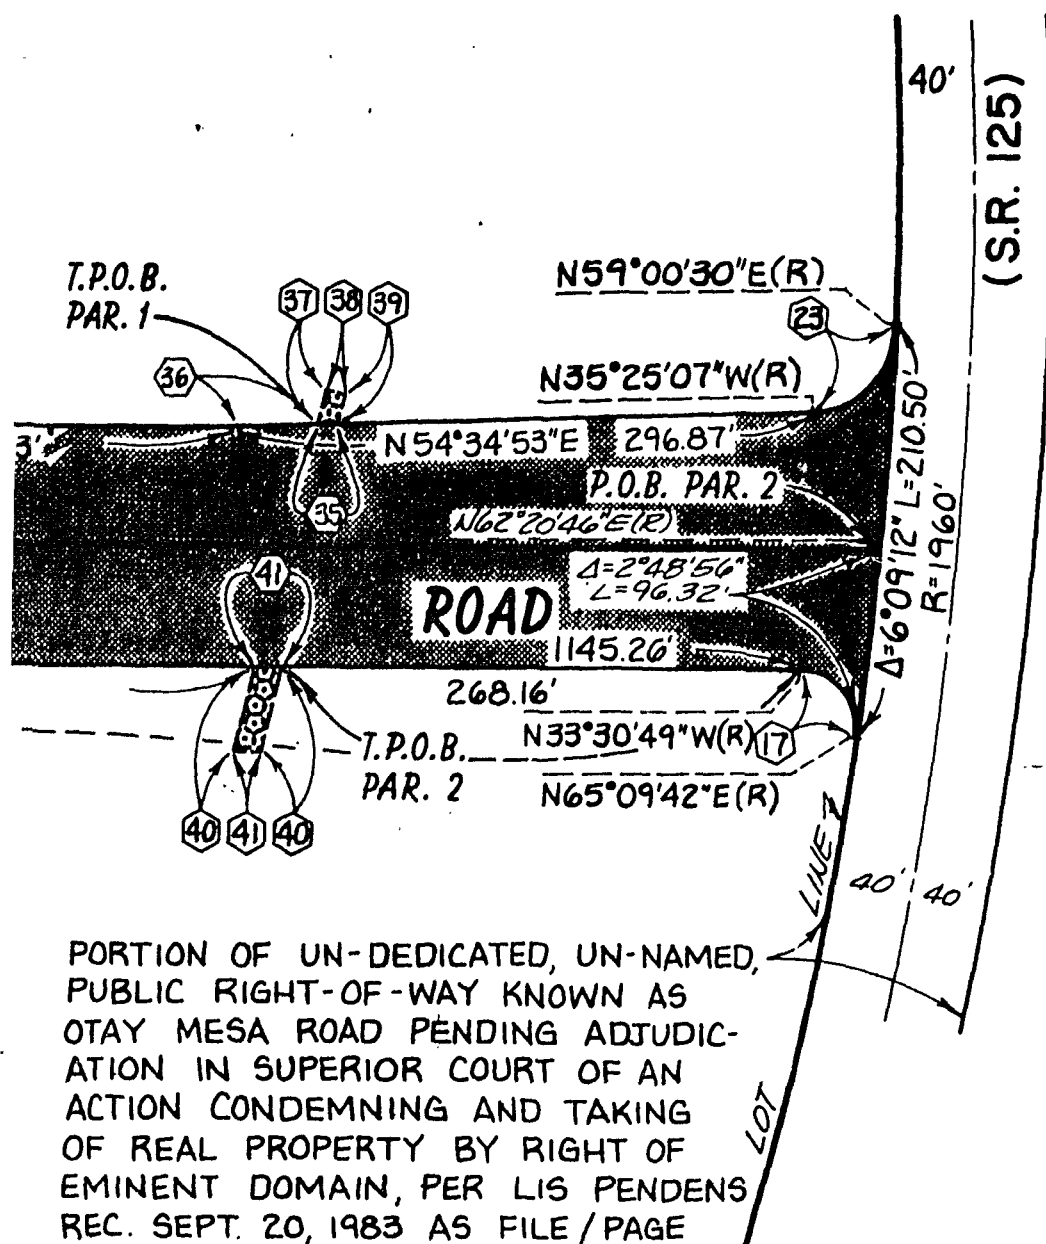 40'
(S.R. 125)
T.P.O.B.
PAR. 1
N59°00'30"E(R)
37
38
39
23
36
N35°25'07"W(R)
3'
N54°34'53"E
296.87'
P.O.B. PAR. 2
35
N62°20'46"E(R)
Δ=6°09'12" L=210.50'
R=1960'
41
Δ=2°48'56"
L=96.32'
ROAD
1145.26'
268.16'
T.P.O.B.
PAR. 2
N33°30'49"W(R)
17
N65°09'42"E(R)
40
41
40
LINE
40'
40'
PORTION OF UN-DEDICATED, UN-NAMED,
PUBLIC RIGHT-OF-WAY KNOWN AS
OTAY MESA ROAD PENDING ADJUDIC-
ATION IN SUPERIOR COURT OF AN
ACTION CONDEMNING AND TAKING
OF REAL PROPERTY BY RIGHT OF
EMINENT DOMAIN, PER LIS PENDENS
REC. SEPT. 20, 1983 AS FILE/PAGE
LOT